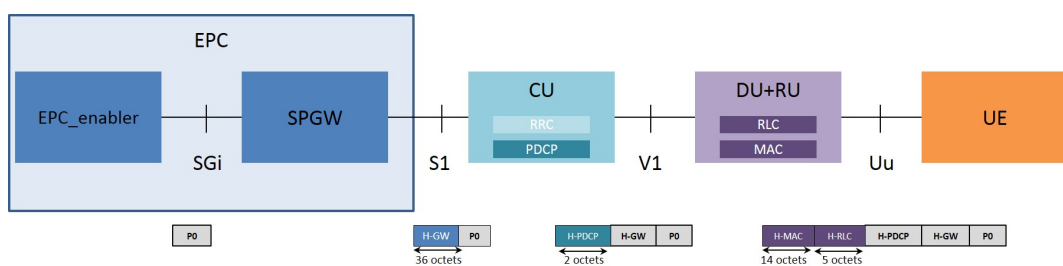 EPC
EPC_enabler
SPGW
SGi
S1
CU
RRC
PDCP
V1
DU+RU
RLC
MAC
Uu
UE
P0
H-GW P0
36 octets
H-PDCP H-GW P0
2 octets
H-MAC H-RLC H-PDCP H-GW P0
14 octets 5 octets